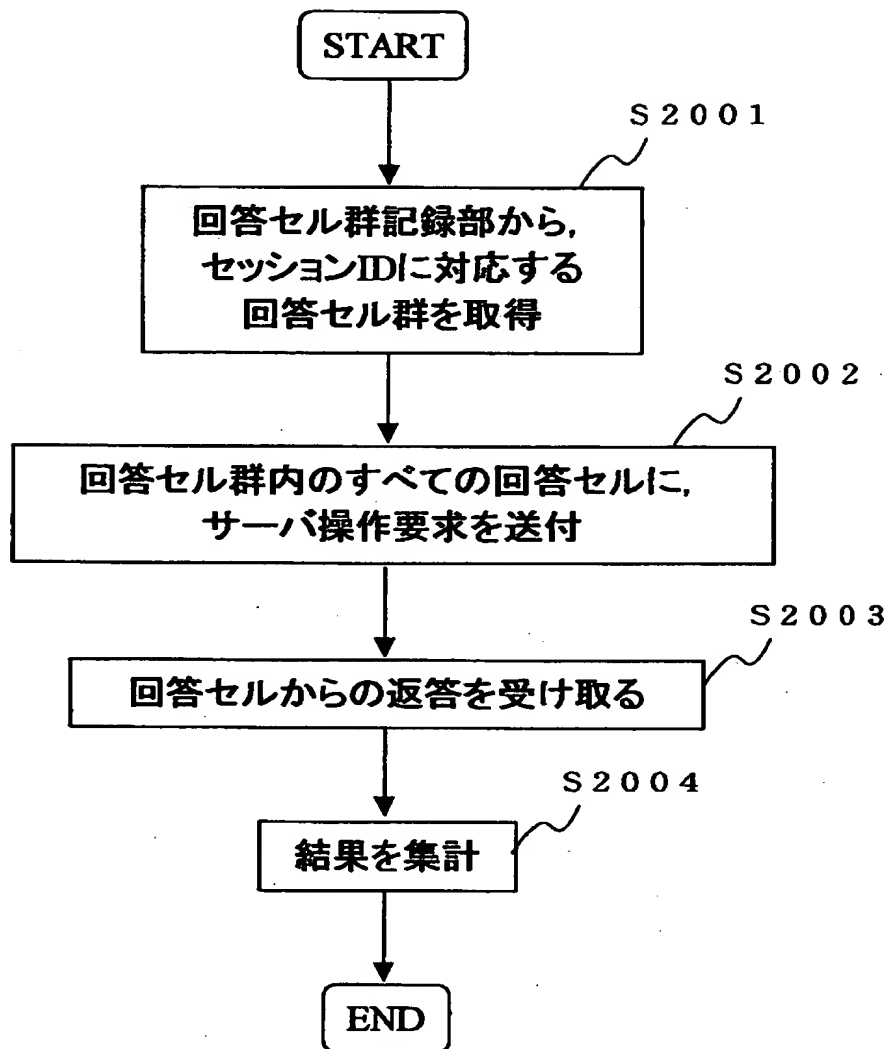 START
S2001
回答セル群記録部から,
セッションIDに対応する
回答セル群を取得
S2002
回答セル群内のすべての回答セルに,
サーバ操作要求を送付
S2003
回答セルからの返答を受け取る
S2004
結果を集計
END